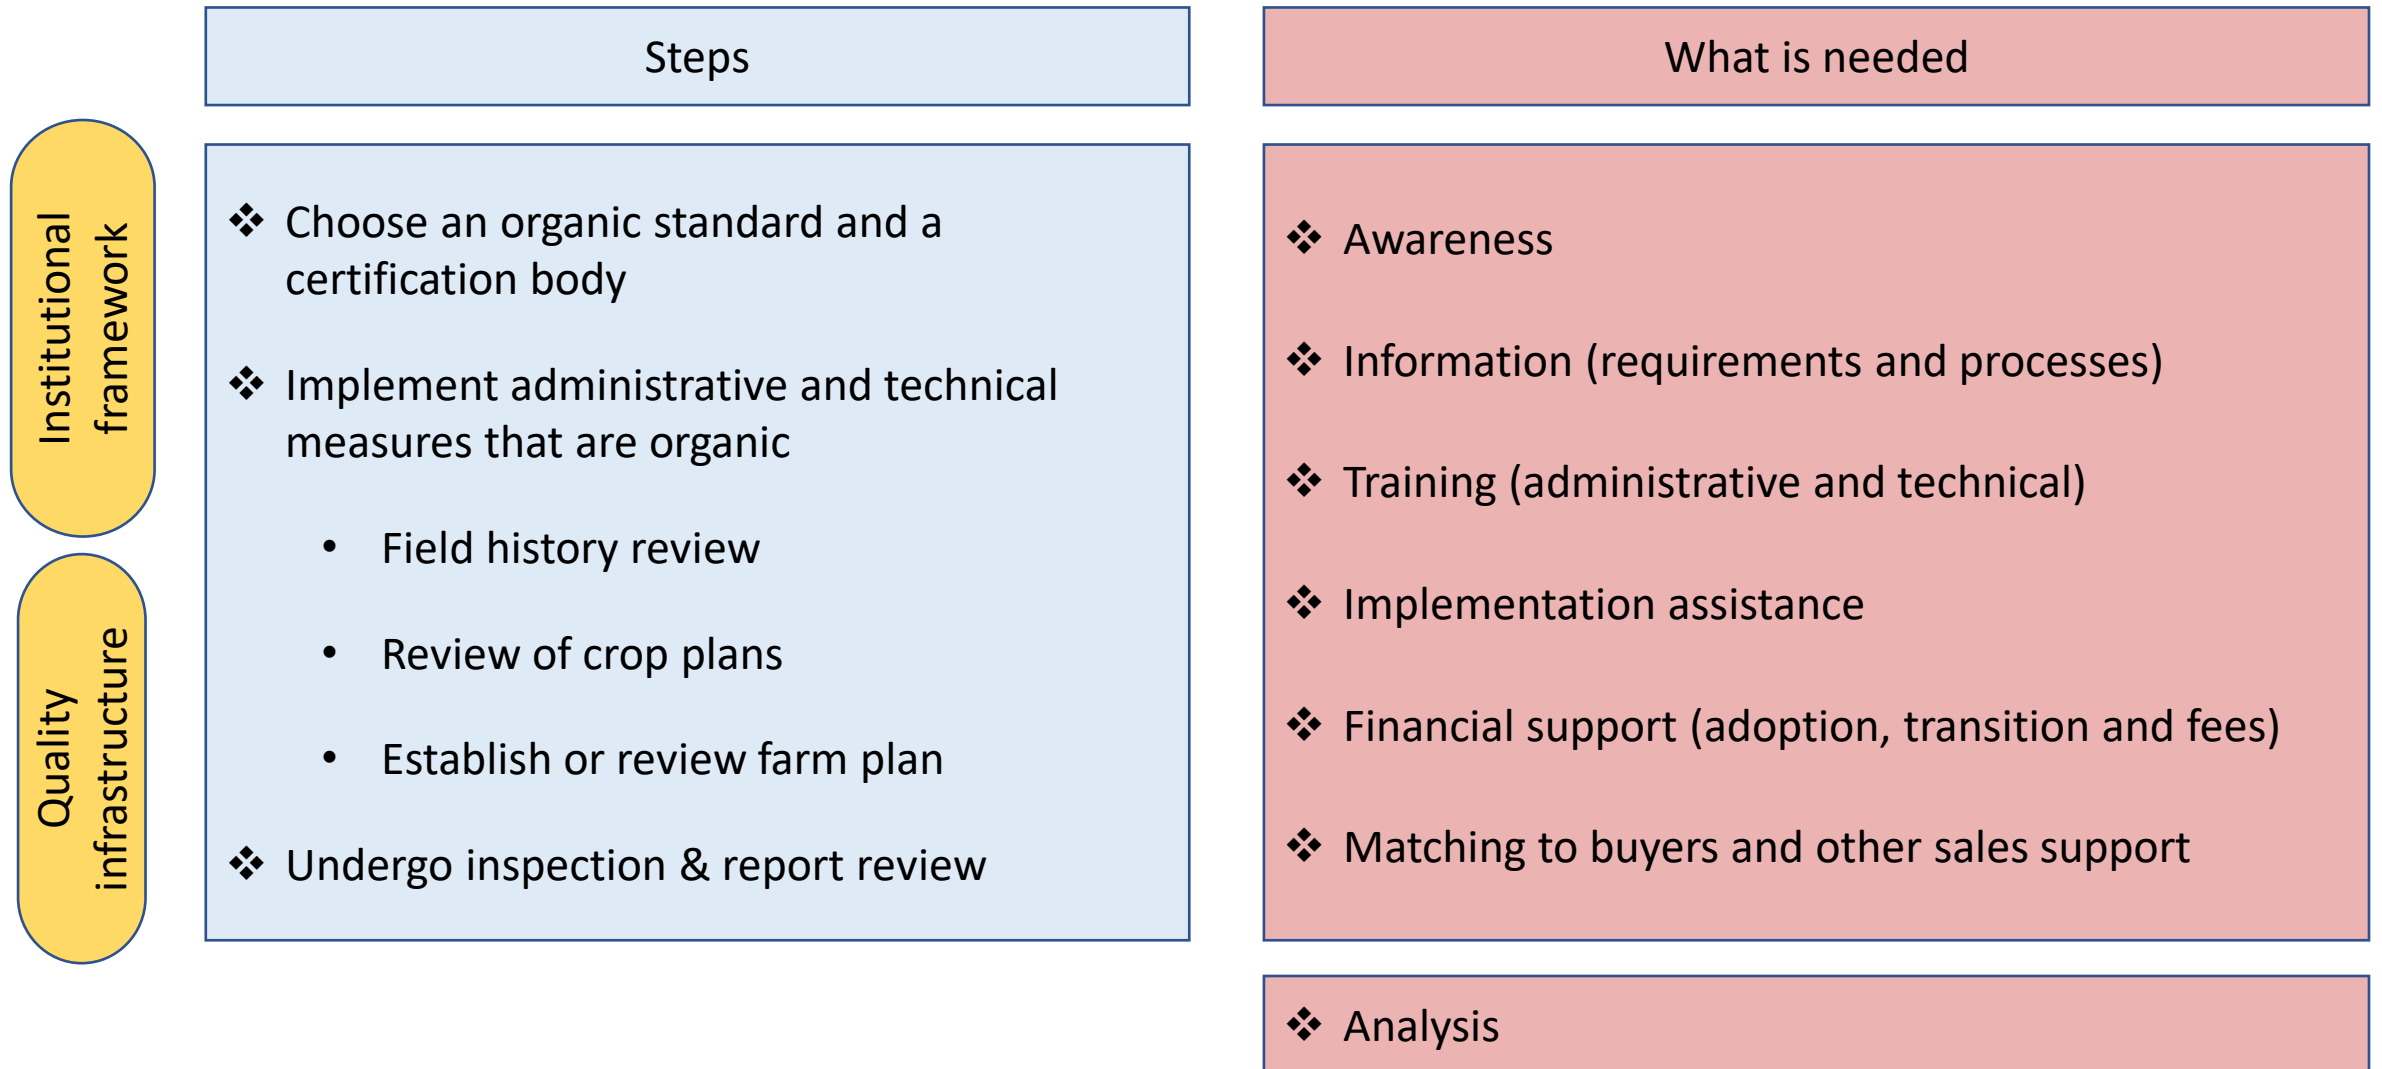 Steps
What is needed
Institutional
framework
Quality
infrastructure
❖ Choose an organic standard and a
certification body
❖ Implement administrative and technical
measures that are organic
• Field history review
• Review of crop plans
• Establish or review farm plan
❖ Undergo inspection & report review
❖ Awareness
❖ Information (requirements and processes)
❖ Training (administrative and technical)
❖ Implementation assistance
❖ Financial support (adoption, transition and fees)
❖ Matching to buyers and other sales support
❖ Analysis